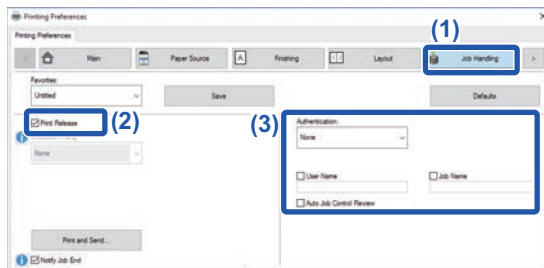 Printing Preferences
Printing Preferences
(1)
Main
Paper Source
A
Finishing
Layout
Job Handling
Favorites:
Untitled
Save
Defaults
Print Release
(2)
(3)
Authentication:
None
None
User Name
Job Name
Auto Job Control Review
Print and Send...
Notify Job End